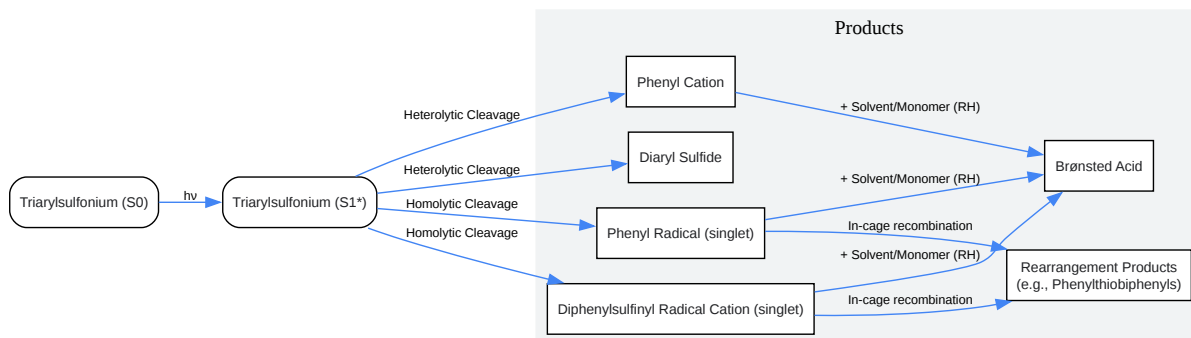 Products
Triarylsulfonium (S0)
hν
Triarylsulfonium (S1*)
Heterolytic Cleavage
Heterolytic Cleavage
Homolytic Cleavage
Homolytic Cleavage
Phenyl Cation
Diaryl Sulfide
Phenyl Radical (singlet)
Diphenylsulfinyl Radical Cation (singlet)
+ Solvent/Monomer (RH)
+ Solvent/Monomer (RH)
In-cage recombination
+ Solvent/Monomer (RH)
In-cage recombination
Brønsted Acid
Rearrangement Products
(e.g., Phenylthiobiphenyls)